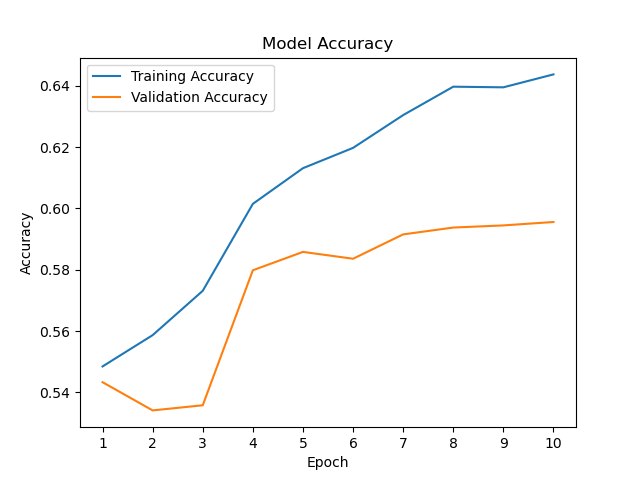 Model Accuracy
Training Accuracy
Validation Accuracy
0.64
0.62
0.60
0.58
0.56
0.54
Accuracy
1 2 3 4 5 6 7 8 9 10
Epoch